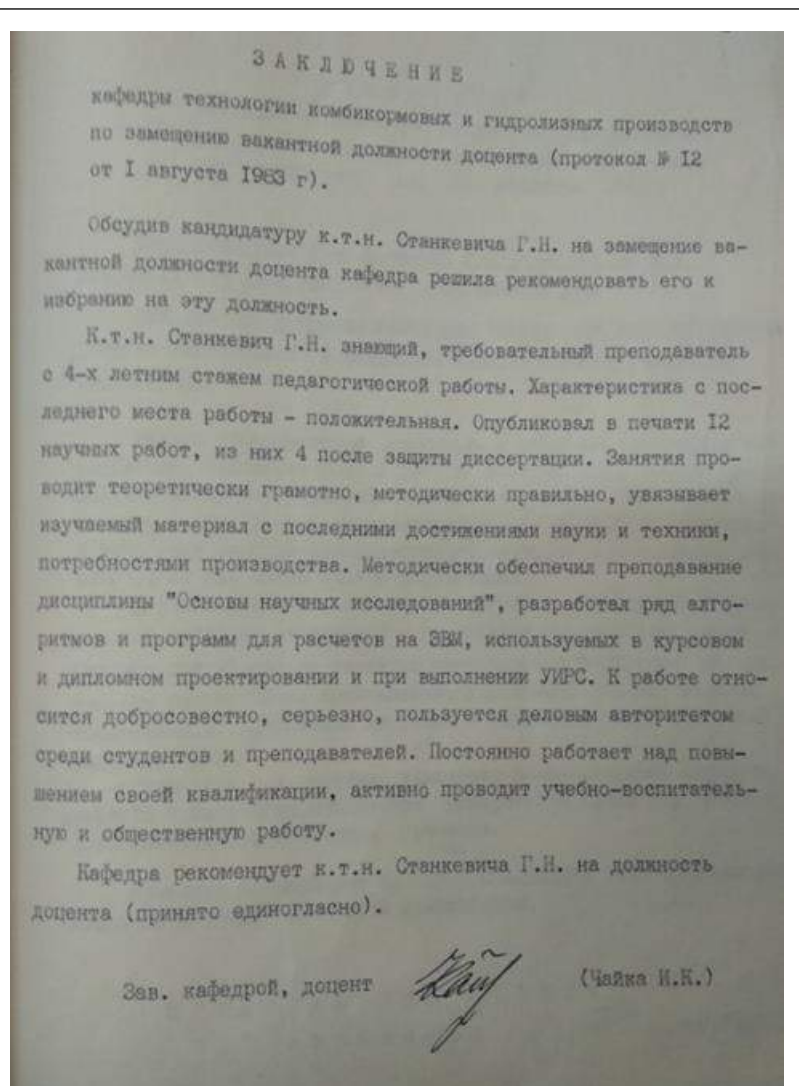 ЗАКЛЮЧЕНИЕ
кафедры технологии комбикормовых и гидролизных производств
по замещению вакантной должности доцента (протокол № I2
от I августа I983 г).
Обсудив кандидатуру к.т.н. Станкевича Г.Н. на замещение ва-
кантной должности доцента кафедра решила рекомендовать его к
избранию на эту должность.
К.т.н. Станкевич Г.Н. знающий, требовательный преподаватель
с 4-х летним стажем педагогической работы. Характеристика с пос-
леднего места работы - положительная. Опубликовал в печати I2
научных работ, из них 4 после защиты диссертации. Занятия про-
водит теоретически грамотно, методически правильно, увязывает
изучаемый материал с последними достижениями науки и техники,
потребностями производства. Методически обеспечил преподавание
дисциплины "Основы научных исследований", разработал ряд алго-
ритмов и программ для расчетов на ЭВМ, используемых в курсовом
и дипломном проектировании и при выполнении УИРС. К работе отно-
сится добросовестно, серьезно, пользуется деловым авторитетом
среди студентов и преподавателей. Постоянно работает над повы-
шением своей квалификации, активно проводит учебно-воспитатель-
ную и общественную работу.
Кафедра рекомендует к.т.н. Станкевича Г.Н. на должность
доцента (принято единогласно).
Зав. кафедрой, доцент (Чайка И.К.)